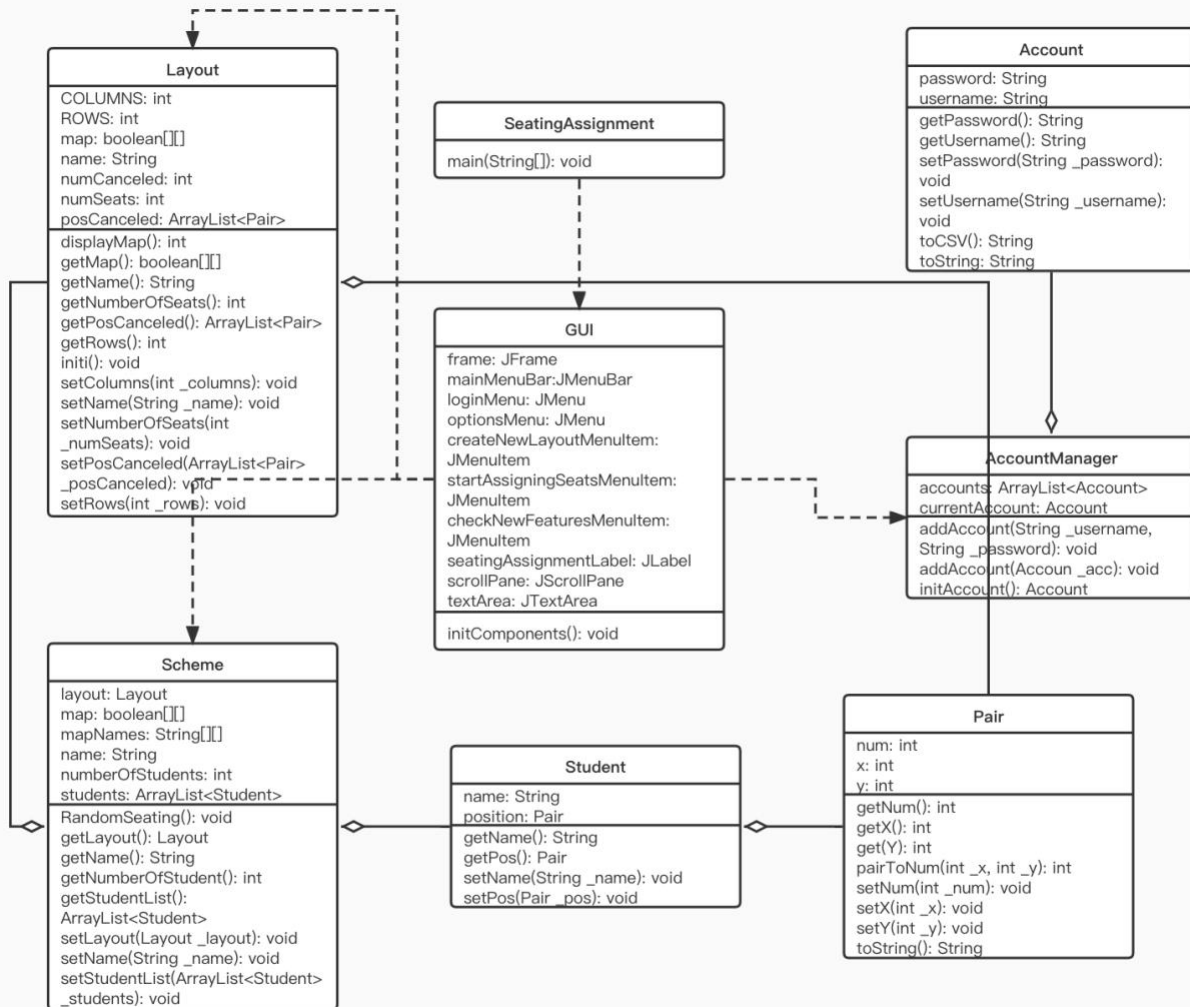 Layout
COLUMNS: int
ROWS: int
map: boolean[][]
name: String
numCanceled: int
numSeats: int
posCanceled: ArrayList<Pair>
displayMap(): int
getMap(): boolean[][]
getName(): String
getNumberOfSeats(): int
getPosCanceled(): ArrayList<Pair>
getRows(): int
initi(): void
setColumns(int _columns): void
setName(String _name): void
setNumberOfSeats(int
_numSeats): void
setPosCanceled(ArrayList<Pair>
_posCanceled): void
setRows(int _rows): void
SeatingAssignment
main(String[]): void
Account
password: String
username: String
getPassword(): String
getUsername(): String
setPassword(String _password):
void
setUsername(String _username):
void
toCSV(): String
toString: String
GUI
frame: JFrame
mainMenuBar:JMenuBar
loginMenu: JMenu
optionsMenu: JMenu
createNewLayoutMenuItem:
JMenuItem
startAssigningSeatsMenuItem:
JMenuItem
checkNewFeaturesMenuItem:
JMenuItem
seatingAssignmentLabel: JLabel
scrollPane: JScrollPane
textArea: JTextArea
initComponents(): void
AccountManager
accounts: ArrayList<Account>
currentAccount: Account
addAccount(String _username,
String _password): void
addAccount(Accoun _acc): void
initAccount(): Account
Scheme
layout: Layout
map: boolean[][]
mapNames: String[][]
name: String
numberOfStudents: int
students: ArrayList<Student>
RandomSeating(): void
getLayout(): Layout
getName(): String
getNumberOfStudent(): int
getStudentList():
ArrayList<Student>
setLayout(Layout _layout): void
setName(String _name): void
setStudentList(ArrayList<Student>
_students): void
Student
name: String
position: Pair
getName(): String
getPos(): Pair
setName(String _name): void
setPos(Pair _pos): void
Pair
num: int
x: int
y: int
getNum(): int
getX(): int
get(Y): int
pairToNum(int _x, int _y): int
setNum(int _num): void
setX(int _x): void
setY(int _y): void
toString(): String